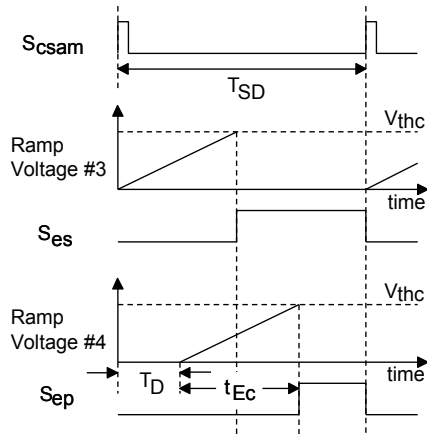 Scsam
TSD
Vthc
Ramp
Voltage #3
time
Ses
Vthc
Ramp
Voltage #4
time
TD
tEc
Sep